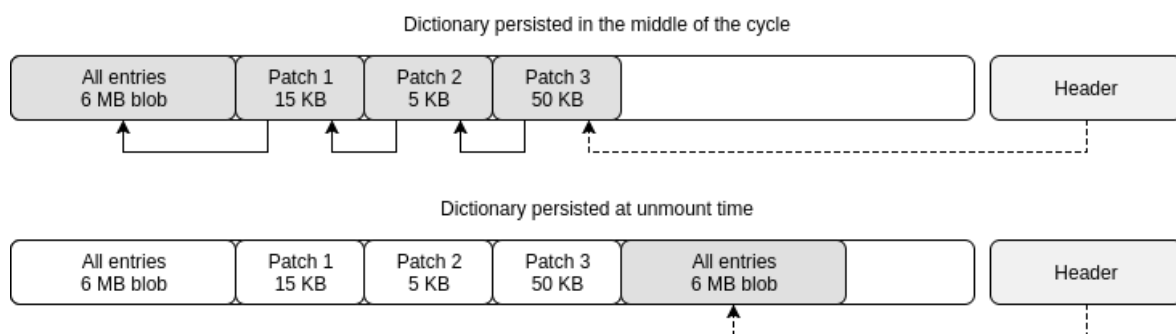 Dictionary persisted in the middle of the cycle
All entries
6 MB blob
Patch 1
15 KB
Patch 2
5 KB
Patch 3
50 KB
Header
Dictionary persisted at unmount time
All entries
6 MB blob
Patch 1
15 KB
Patch 2
5 KB
Patch 3
50 KB
All entries
6 MB blob
Header